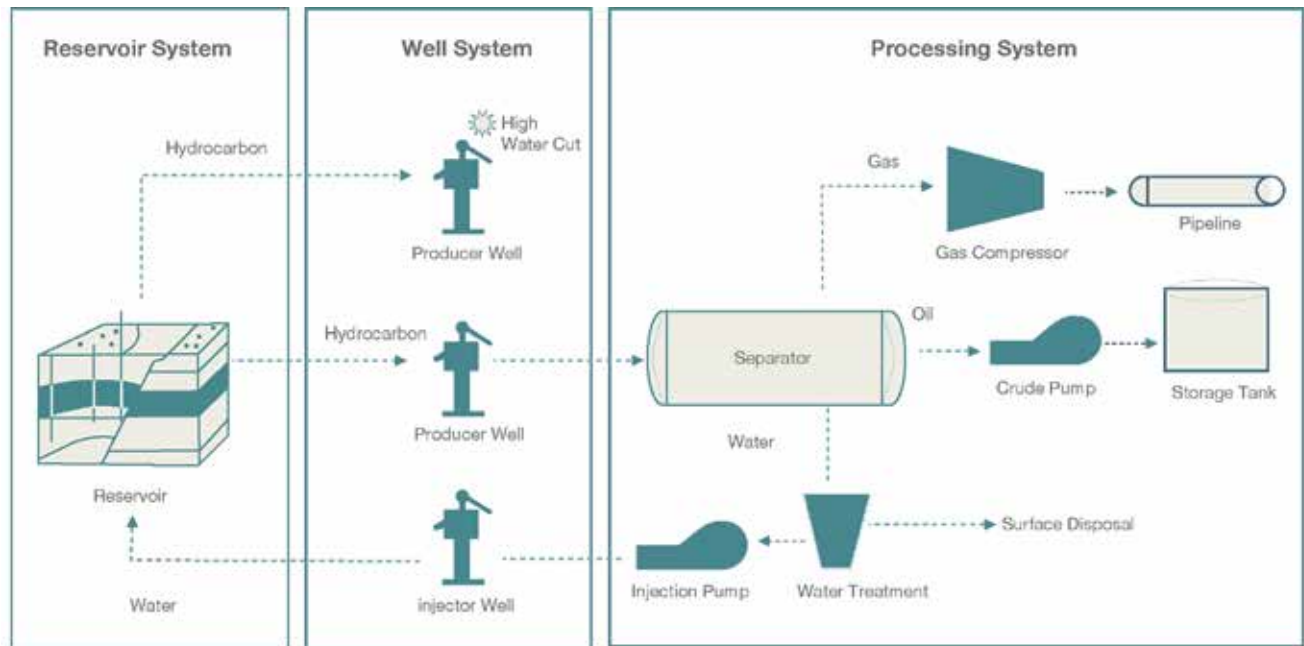 Reservoir System
Well System
Processing System
High
Water Cut
Hydrocarbon
Gas
Producer Well
Gas Compressor
Pipeline
Hydrocarbon
Oil
Separator
Crude Pump
Storage Tank
Producer Well
Water
Reservoir
Surface Disposal
Water
injector Well
Injection Pump
Water Treatment